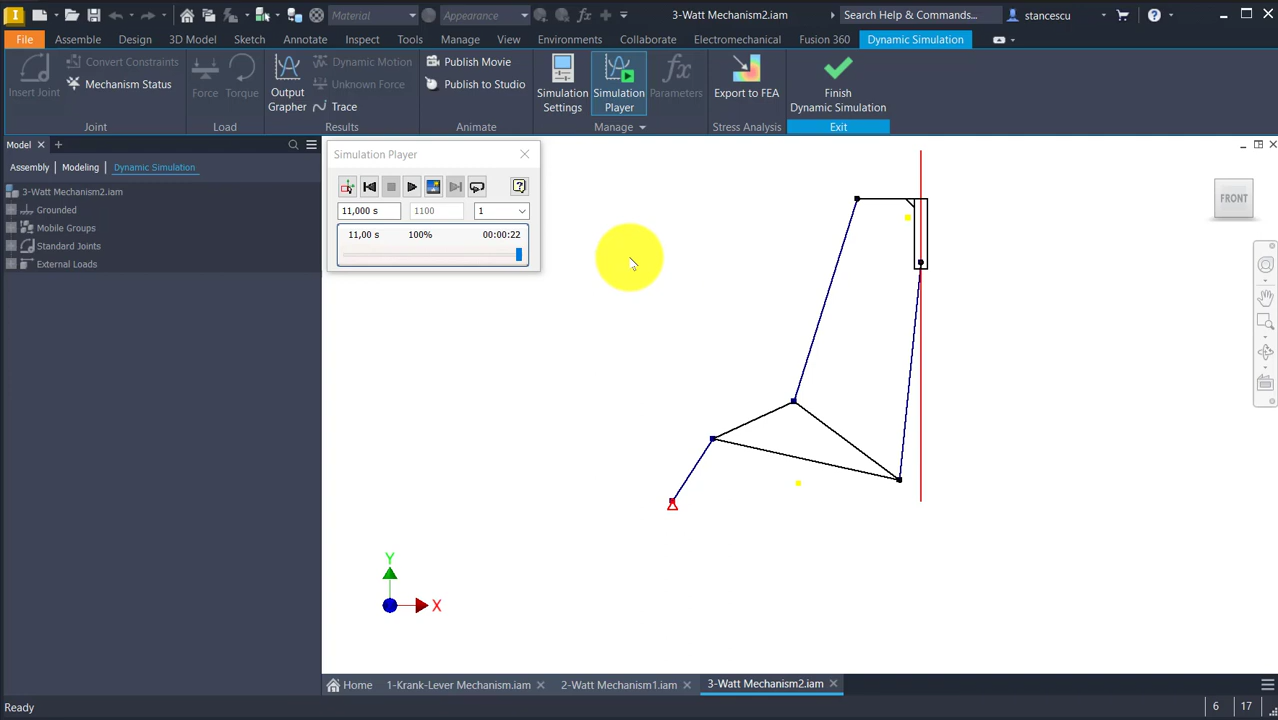 Material
Appearance
3-Watt Mechanism2.iam
Search Help & Commands...
stancescu
File
Assembly
Design
3D Model
Sketch
Annotate
Inspect
Tools
Manage
View
Environments
Collaborate
Electromechanical
Fusion 360
Dynamic Simulation
Insert Joint
Convert Constraints
Mechanism Status
Joint
Force
Torque
Load
Output
Grapher
Dynamic Motion
Unknown Force
Trace
Results
Publish Movie
Publish to Studio
Animate
Simulation
Settings
Simulation
Player
Parameters
Manage
Export to FEA
Stress Analysis
Finish
Dynamic Simulation
Exit
Model
Assembly
Modeling
Dynamic Simulation
3-Watt Mechanism2.iam
Grounded
Mobile Groups
Standard Joints
External Loads
Simulation Player
11,000 s
1100
1
11,00 s
100%
00:00:22
FRONT
Y
X
Home
1-Krank-Lever Mechanism.iam
2-Watt Mechanism1.iam
3-Watt Mechanism2.iam
Ready
6
17